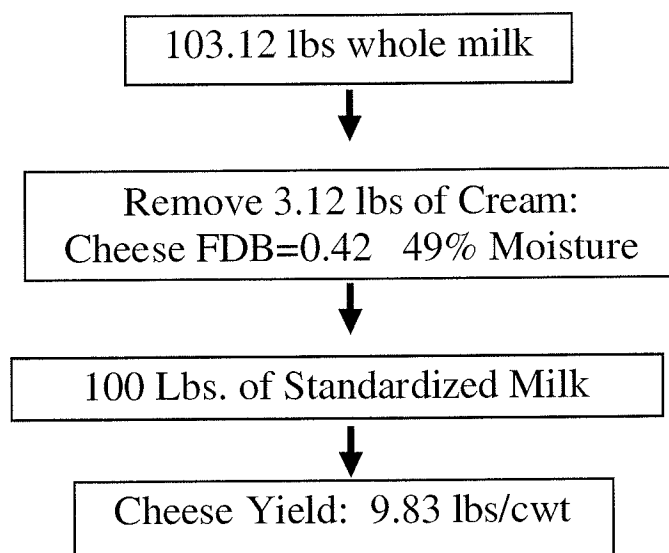 103.12 lbs whole milk
Remove 3.12 lbs of Cream:
Cheese FDB=0.42 49% Moisture
100 Lbs. of Standardized Milk
Cheese Yield: 9.83 lbs/cwt